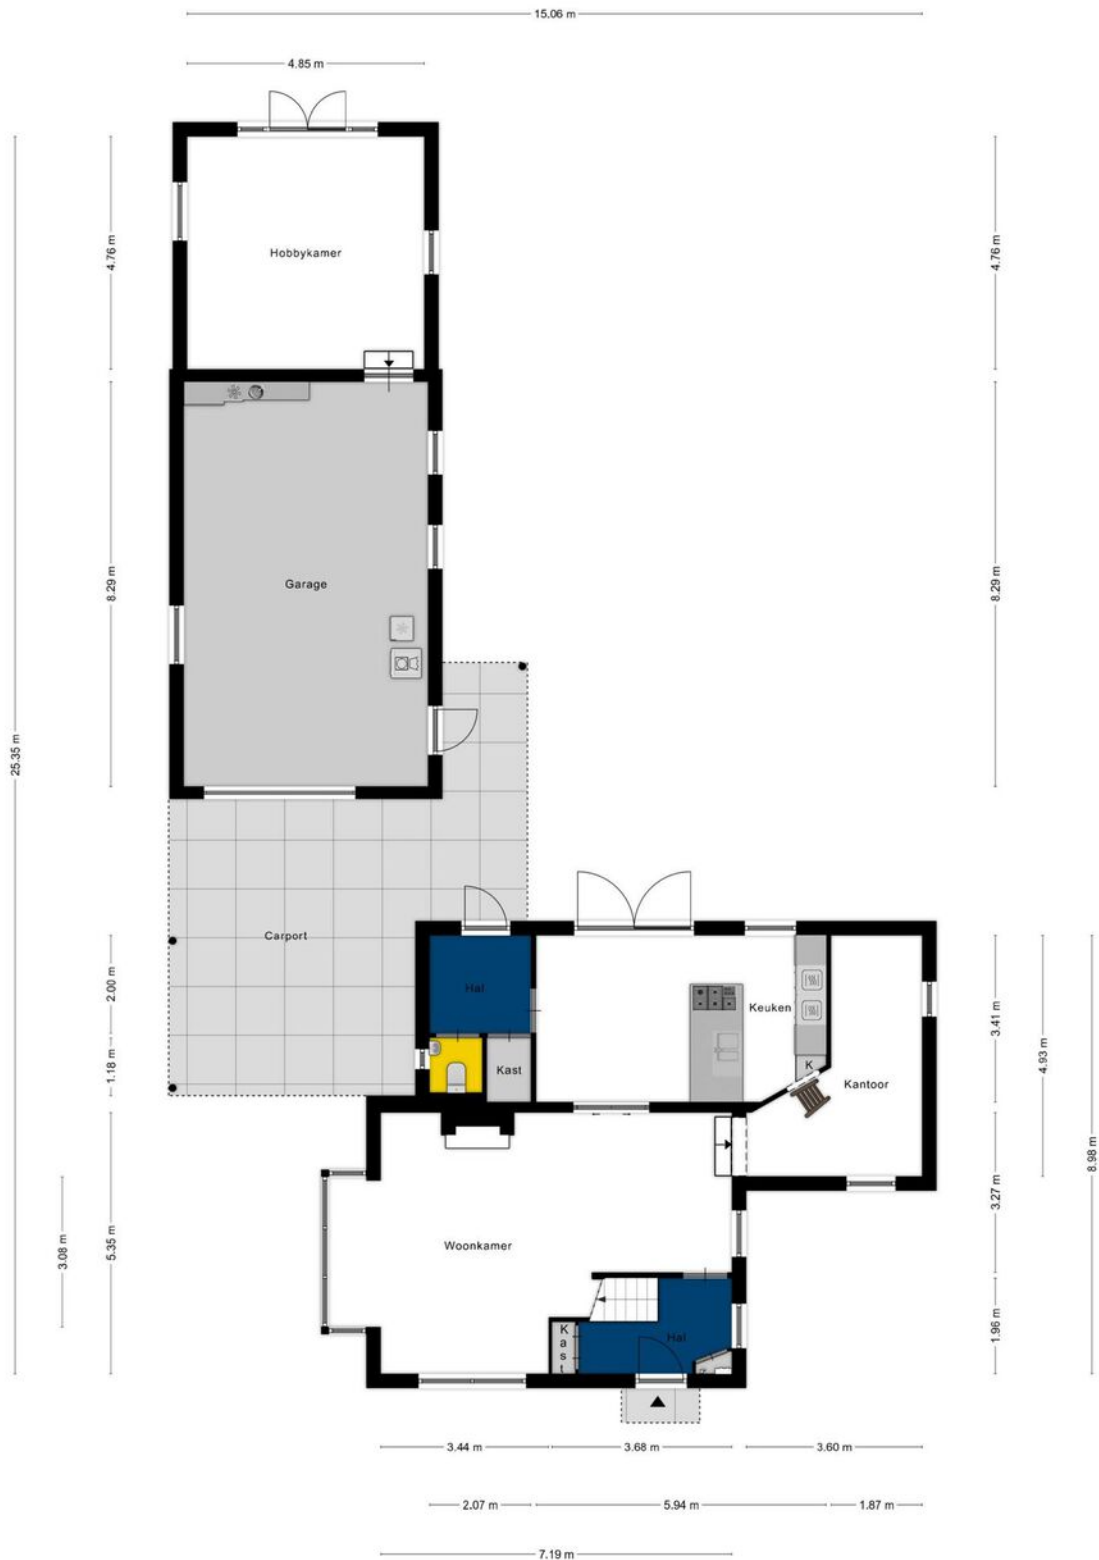 15.06 m
4.85 m
4.76 m
4.76 m
Hobbykamer
8.29 m
8.29 m
Garage
25.35 m
Carport
2.00 m
Hal
Keuken
3.41 m
4.93 m
1.18 m
Kast
K
Kantoor
8.98 m
3.08 m
5.35 m
Woonkamer
3.27 m
Kast
Hal
1.96 m
3.44 m
3.68 m
3.60 m
2.07 m
5.94 m
1.87 m
7.19 m